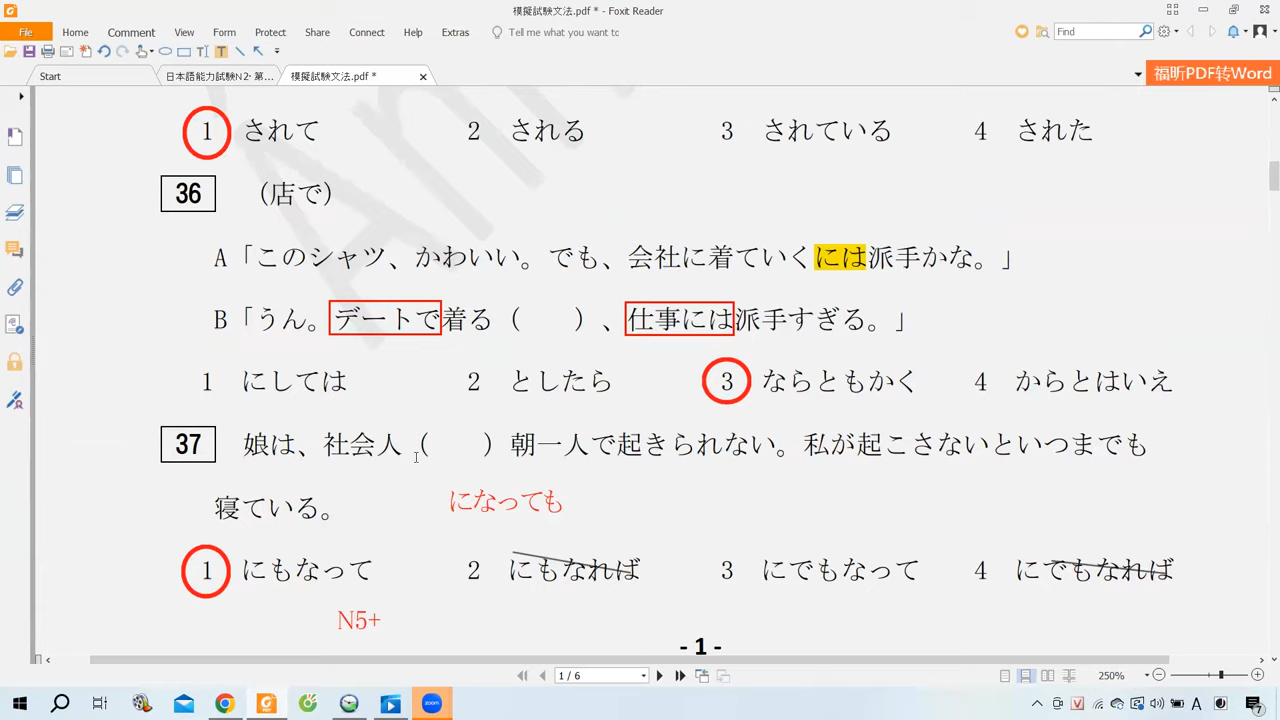 模擬試験文法.pdf * - Foxit Reader
File Home Comment View Form Protect Share Connect Help Extras Tell me what you want to Find
Start 日本語能力試験N2- 第... 模擬試験文法.pdf * 福昕PDF转Word
1 されて 2 される 3 されている 4 された
36 （店で）
A「このシャツ、かわいい。でも、会社に着ていくには派手かな。」
B「うん。デートで着る（ ）、仕事には派手すぎる。」
1 にしては 2 としたら 3 ならともかく 4 からとはいえ
37 娘は、社会人（ ）朝一人で起きられない。私が起こさないといつまでも
寝ている。
になっても
1 にもなって 2 にもなれば 3 にでもなって 4 にでもなれば
N5+
- 1 -
1 / 6 250%
zoom A 7